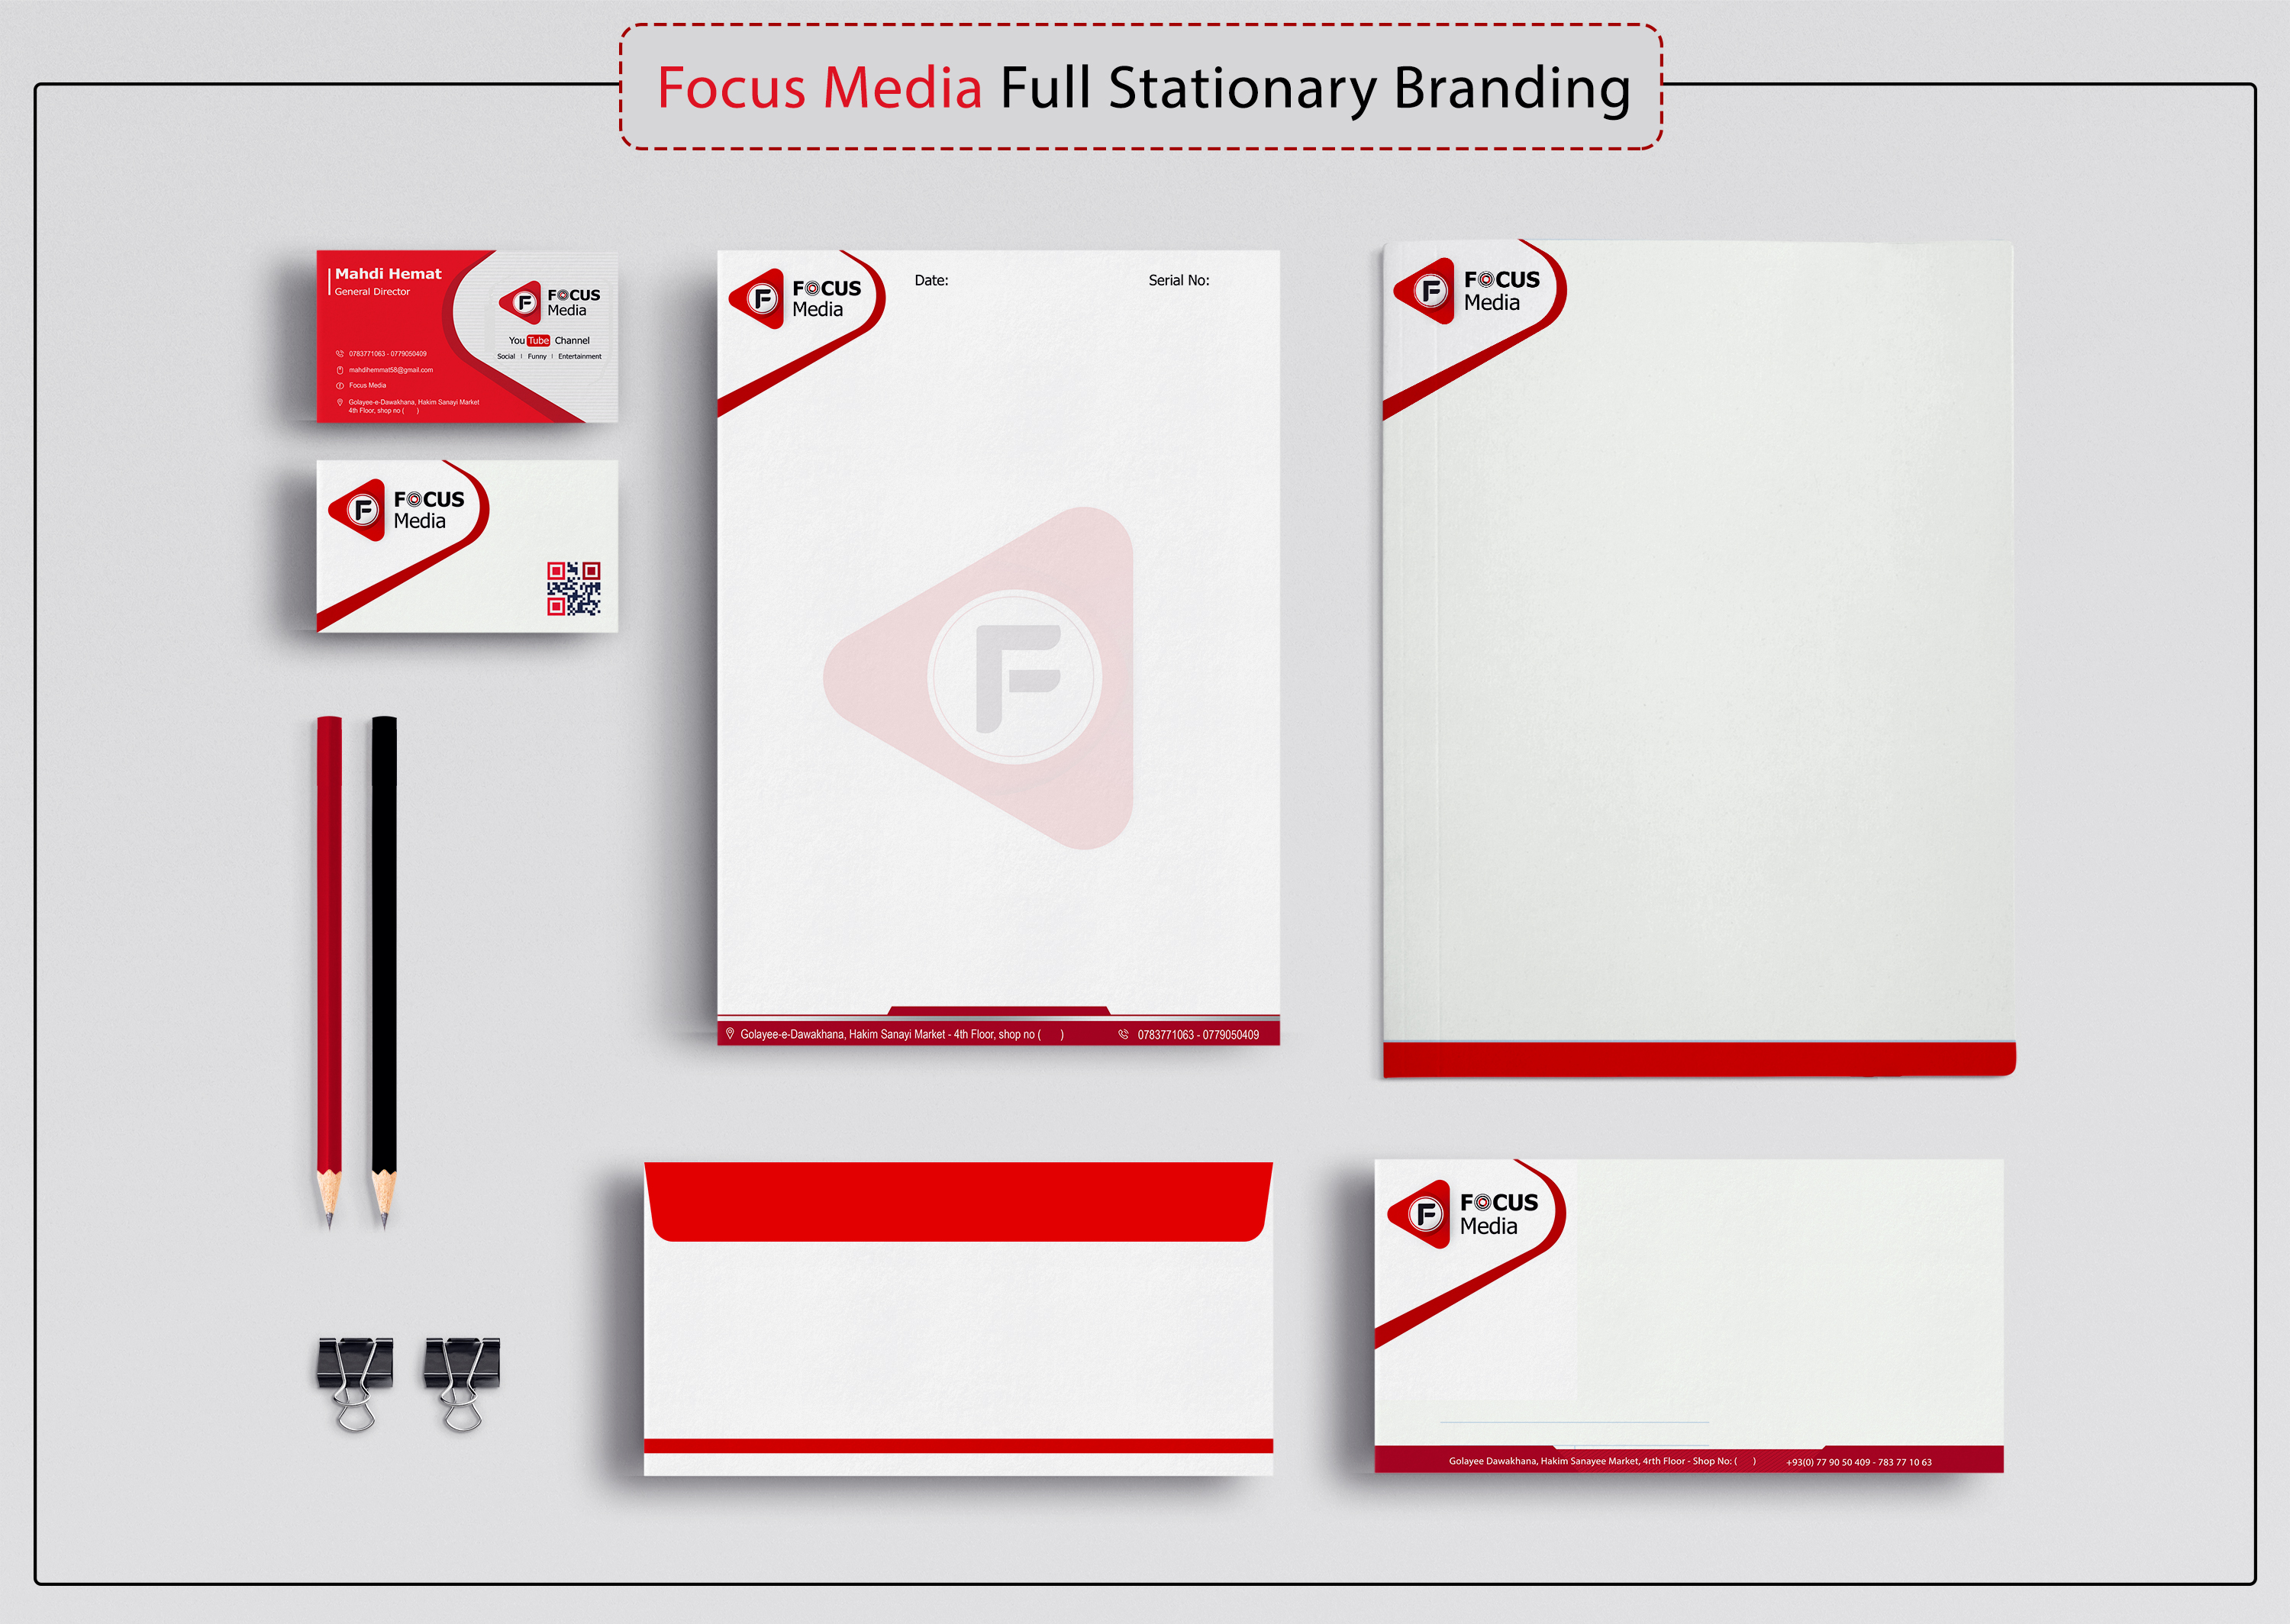 Focus Media Full Stationary Branding
Mahdi Hemat
General Director
0783771063 - 0779050409
mahdihemmat58@gmail.com
Focus Media
Golayee-e-Dawakhana, Hakim Sanayi Market
4th Floor, shop no ( )
F
FOCUS
Media
YouTube Channel
Social | Funny | Entertainment
F
FOCUS
Media
F
FOCUS
Media
Date:
Serial No:
F
Golayee-e-Dawakhana, Hakim Sanayi Market - 4th Floor, shop no ( )
0783771063 - 0779050409
F
FOCUS
Media
F
FOCUS
Media
Golayee Dawakhana, Hakim Sanayee Market, 4rth Floor - Shop No: ( )
+93(0) 77 90 50 409 - 783 77 10 63